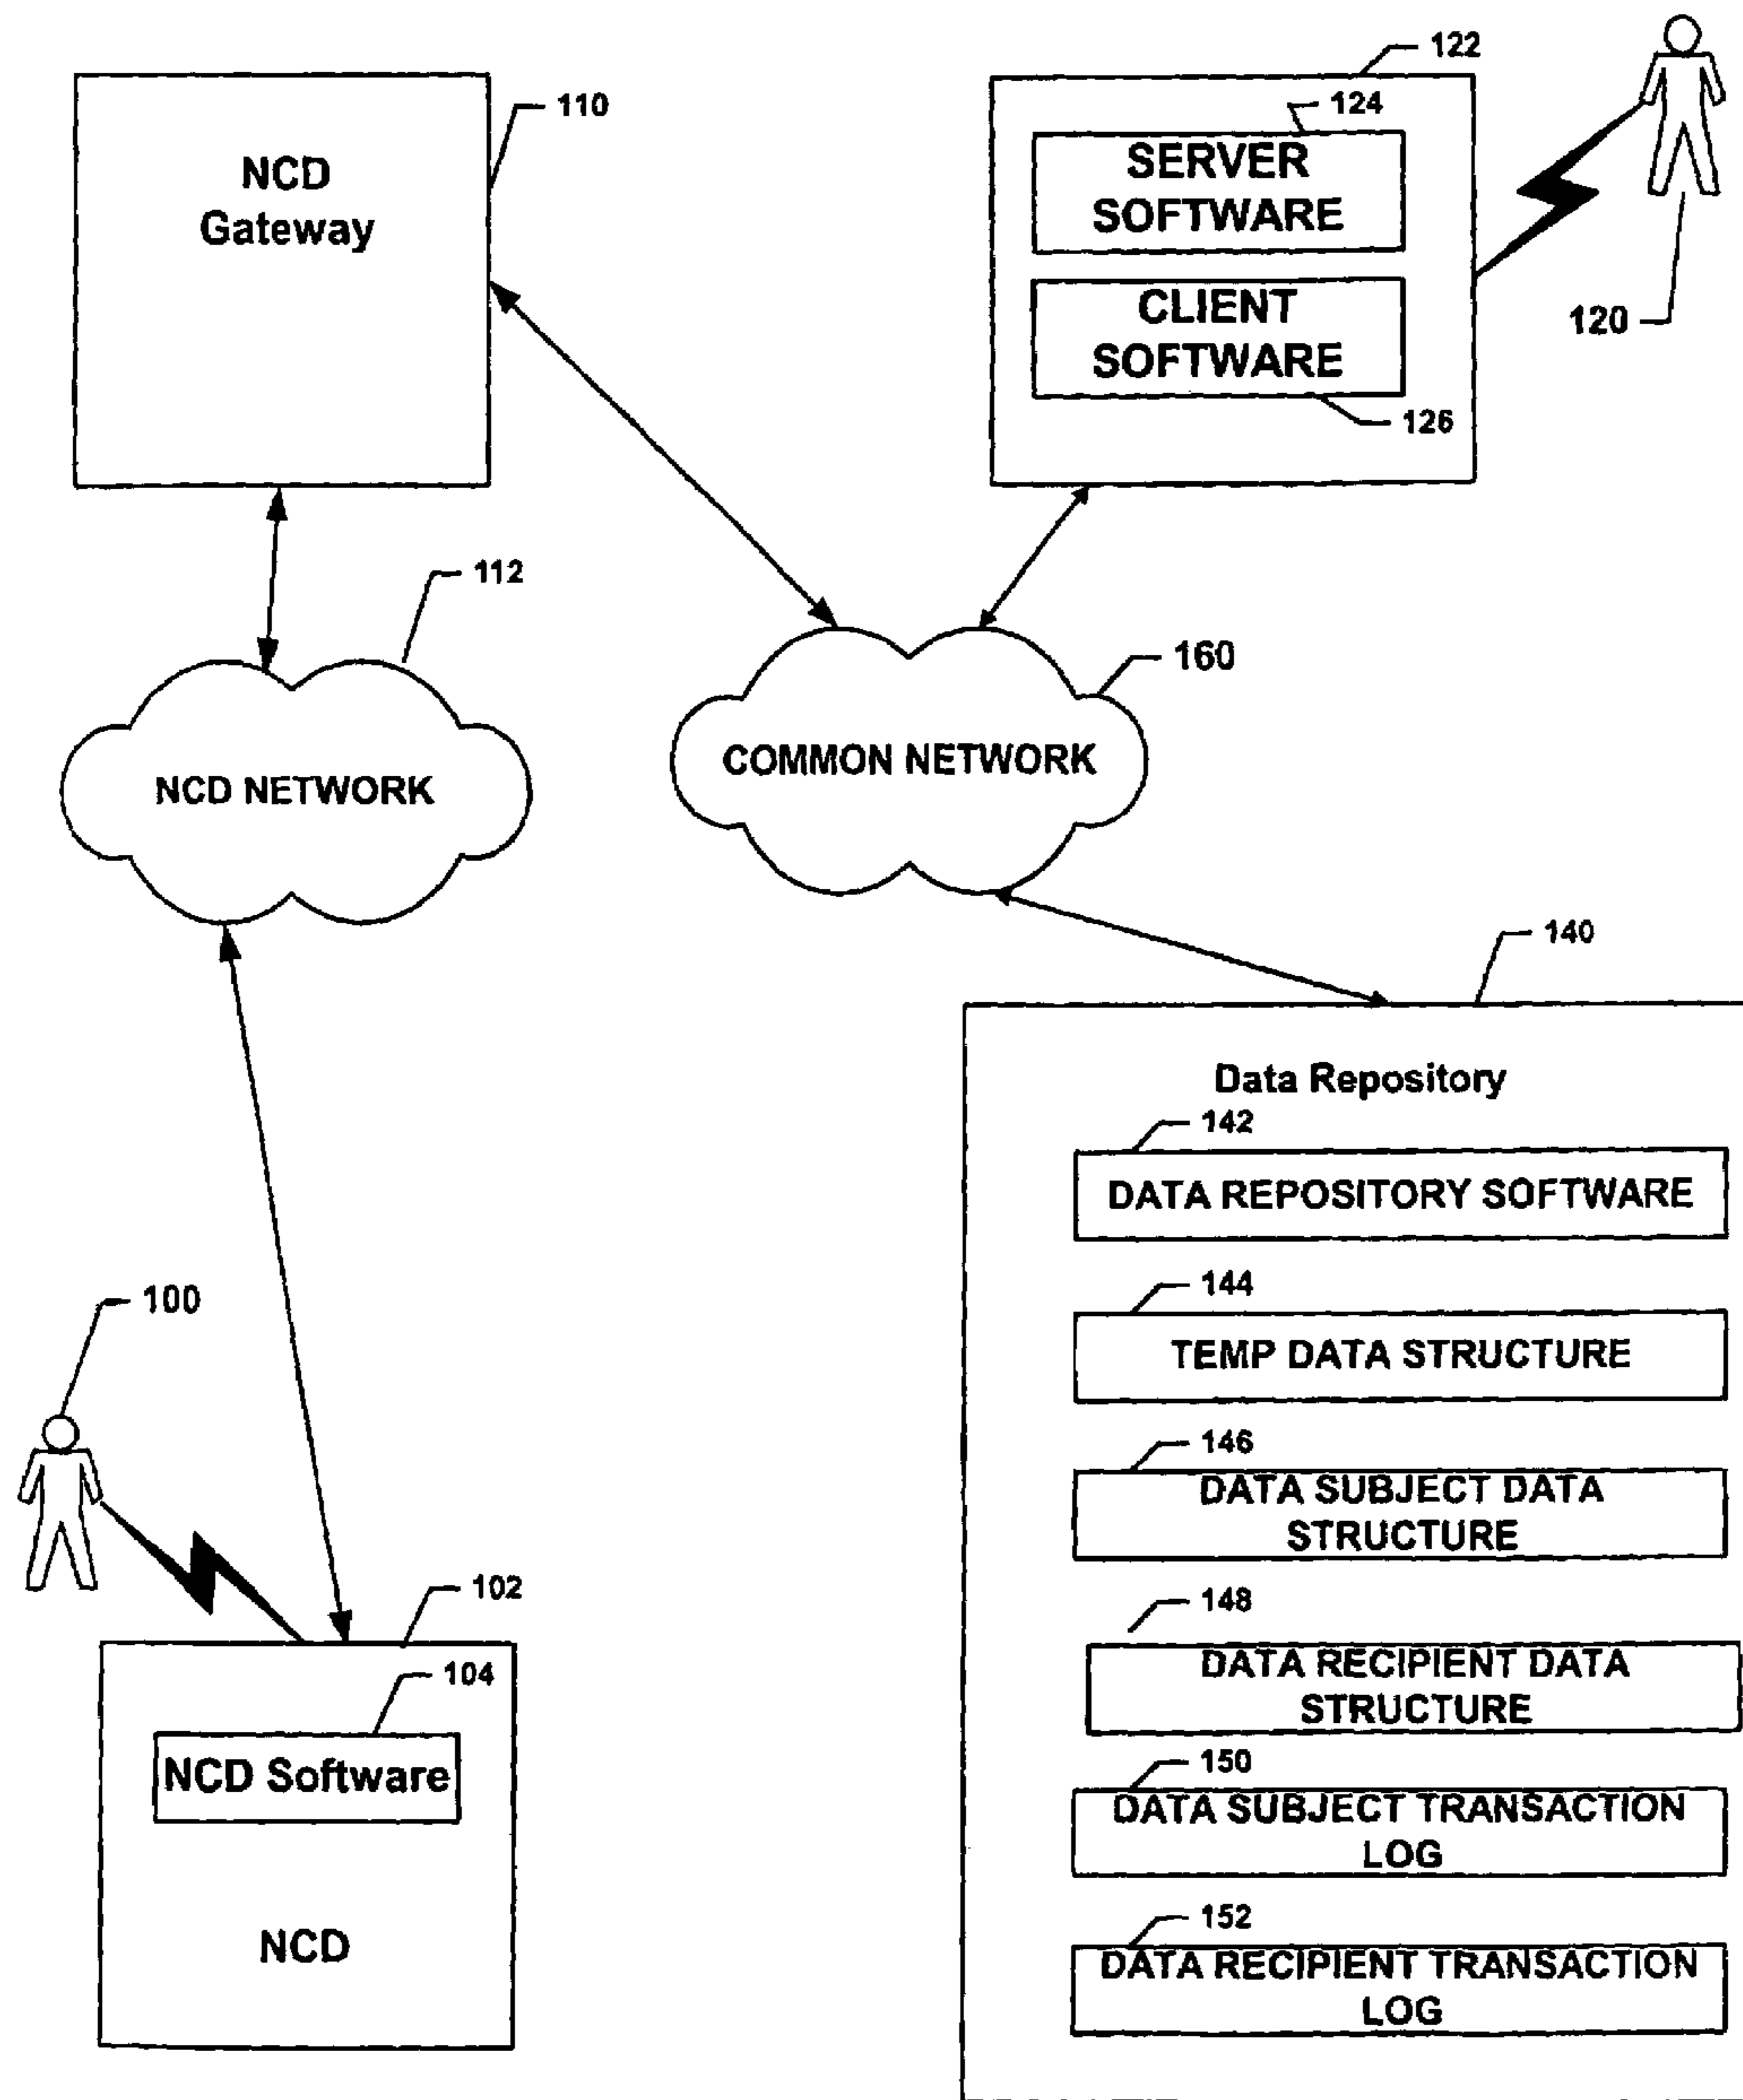 122
110
124
NCD
Gateway
SERVER
SOFTWARE
CLIENT
SOFTWARE
120
126
112
160
NCD NETWORK
COMMON NETWORK
140
Data Repository
142
DATA REPOSITORY SOFTWARE
144
TEMP DATA STRUCTURE
100
146
DATA SUBJECT DATA
STRUCTURE
102
148
104
DATA RECIPIENT DATA
STRUCTURE
NCD Software
150
DATA SUBJECT TRANSACTION
LOG
152
NCD
DATA RECIPIENT TRANSACTION
LOG